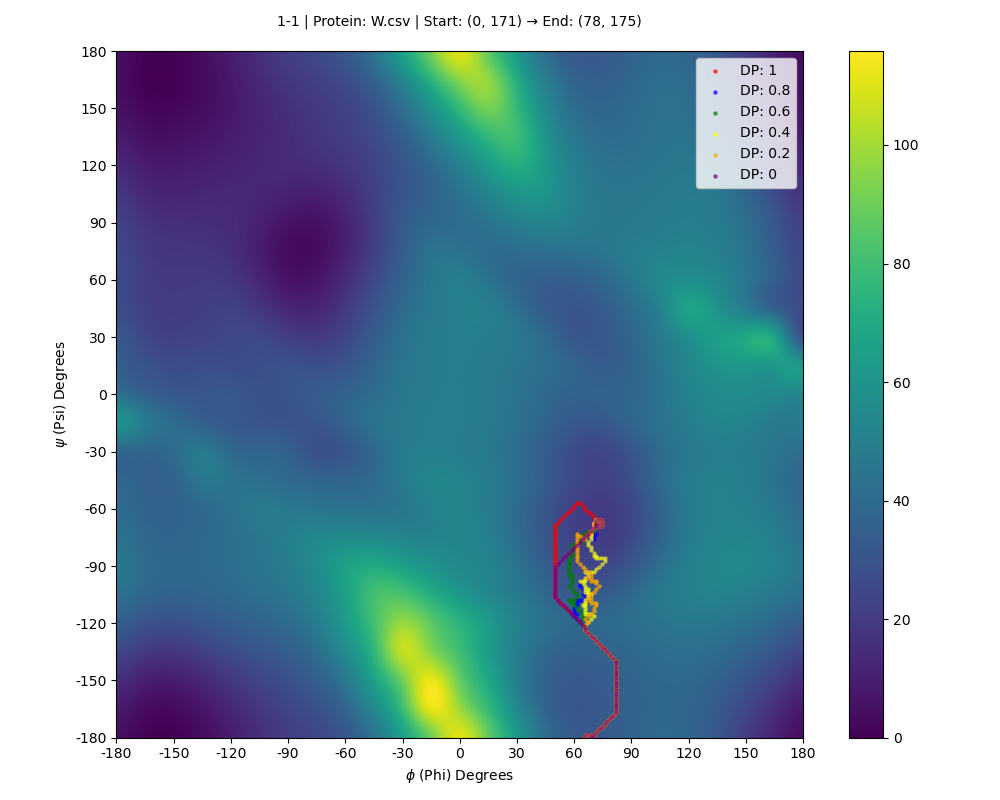 1-1 | Protein: W.csv | Start: (0, 171) → End: (78, 175)
180
150
120
90
60
30
0
-30
-60
-90
-120
-150
-180
ψ (Psi) Degrees
-180 -150 -120 -90 -60 -30 0 30 60 90 120 150 180
ϕ (Phi) Degrees
DP: 1
DP: 0.8
DP: 0.6
DP: 0.4
DP: 0.2
DP: 0
100
80
60
40
20
0